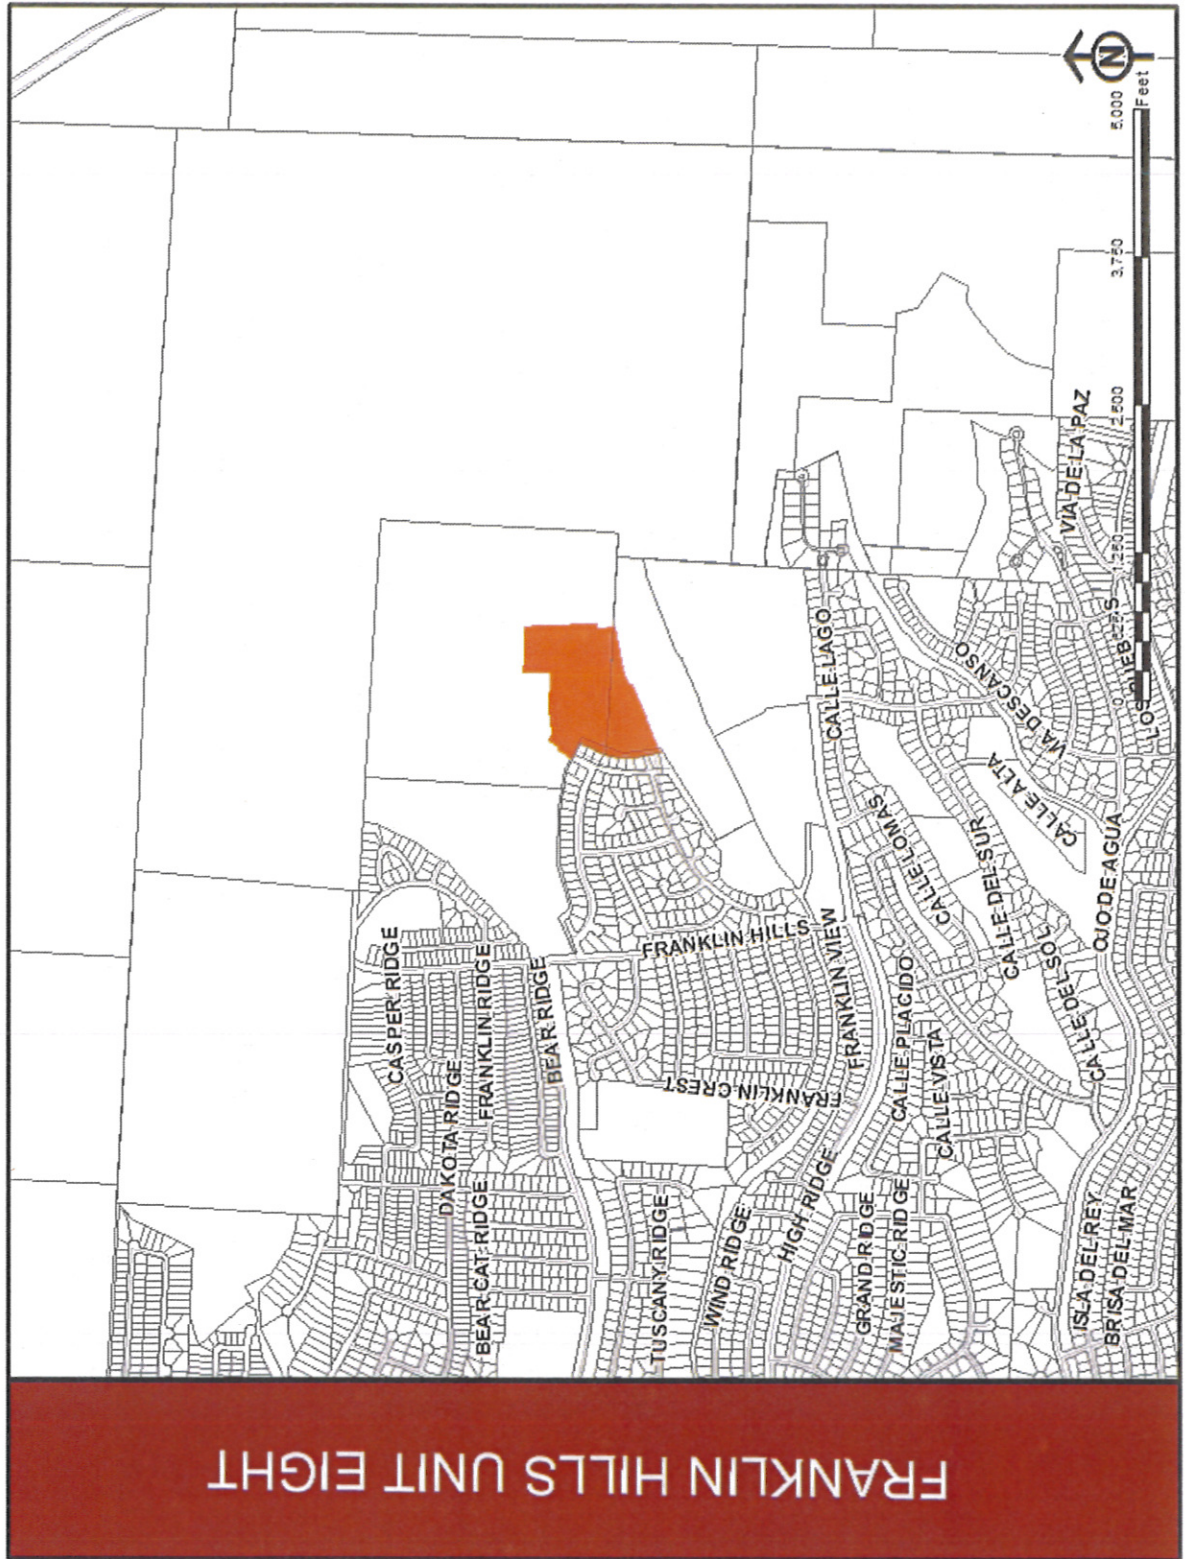 FRANKLIN HILLS UNIT EIGHT
CASPER RIDGE
DAKOTA RIDGE
FRANKLIN RIDGE
BEAR CAT RIDGE
BEAR RIDGE
FRANKLIN HILLS
FRANKLIN CREST
TUSCANY RIDGE
WIND RIDGE
HIGH RIDGE
FRANKLIN VIEW
GRAND RIDGE
MAJESTIC RIDGE
CALLE PLACIDO
CALLE VISTA
CALLE LAGO
CALLE LOMAS
CALLE DEL SUR
CALLE DEL SOL
CALLE ALTA
VIA DESCANSO
OJO DE AGUA
ISLA DEL REY
BRISA DEL MAR
VIA DE LA PAZ
LOS
0 625 1,250 2,500 3,750 5,000
Feet
N